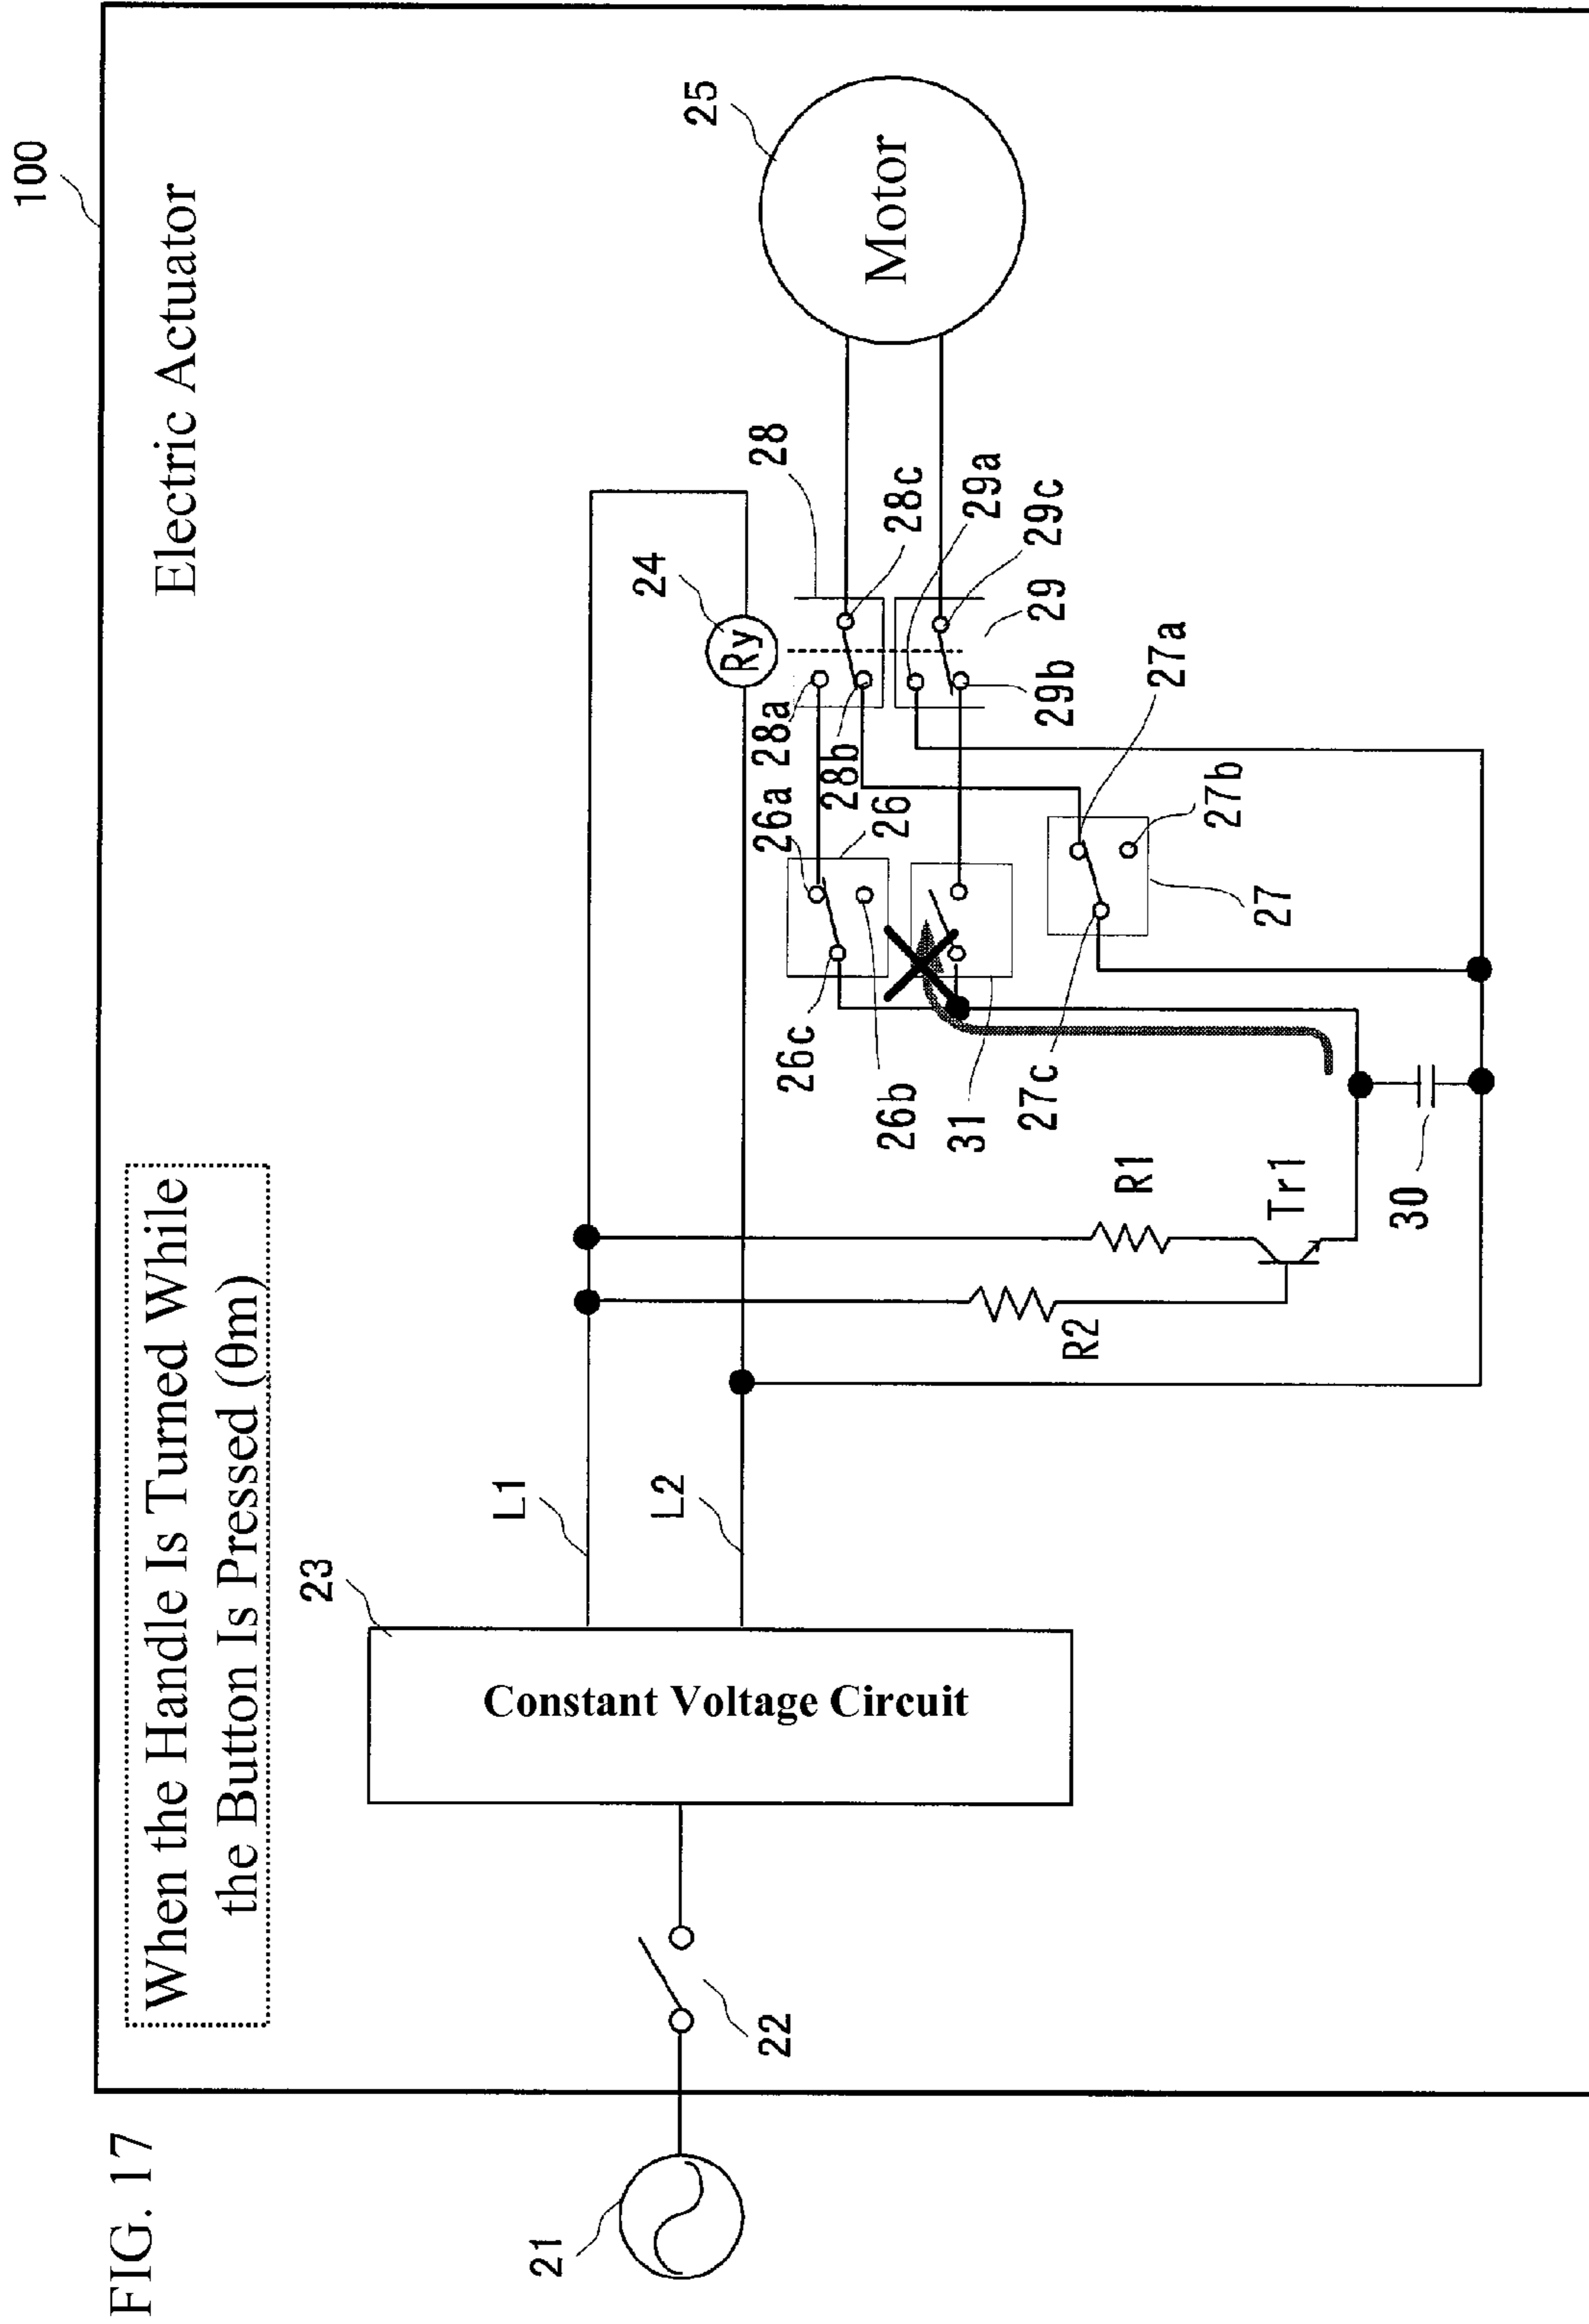 FIG. 17
100
When the Handle Is Turned While
the Button Is Pressed (θm)
Electric Actuator
21
22
23
Constant Voltage Circuit
L1
L2
24
Ry
25
Motor
R2
R1
Tr1
30
26c
26b
31
27c
26a
26
28a
28b
28
28c
29a
29c
29
29b
27a
27b
27